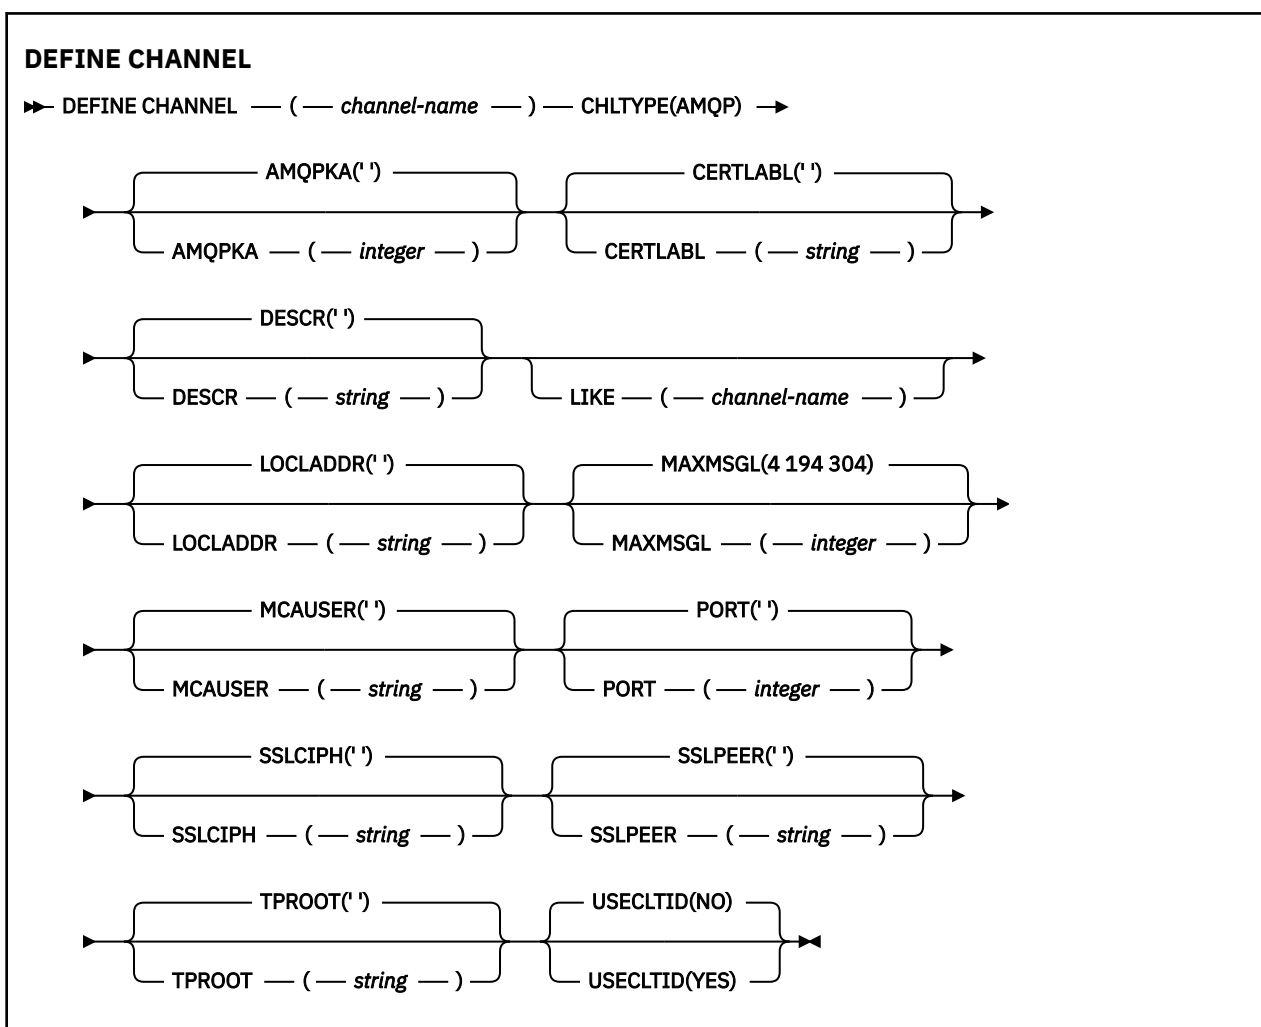 DEFINE CHANNEL
DEFINE CHANNEL ( channel-name ) CHLTYPE(AMQP)
AMQPKA(' ') CERTLABL(' ')
AMQPKA ( integer ) CERTLABL ( string )
DESCR(' ')
DESCR ( string ) LIKE ( channel-name )
LOCLADDR(' ') MAXMSGL(4 194 304)
LOCLADDR ( string ) MAXMSGL ( integer )
MCAUSER(' ') PORT(' ')
MCAUSER ( string ) PORT ( integer )
SSLCIPH(' ') SSLPEER(' ')
SSLCIPH ( string ) SSLPEER ( string )
TPROOT(' ') USECLTID(NO)
TPROOT ( string ) USECLTID(YES)